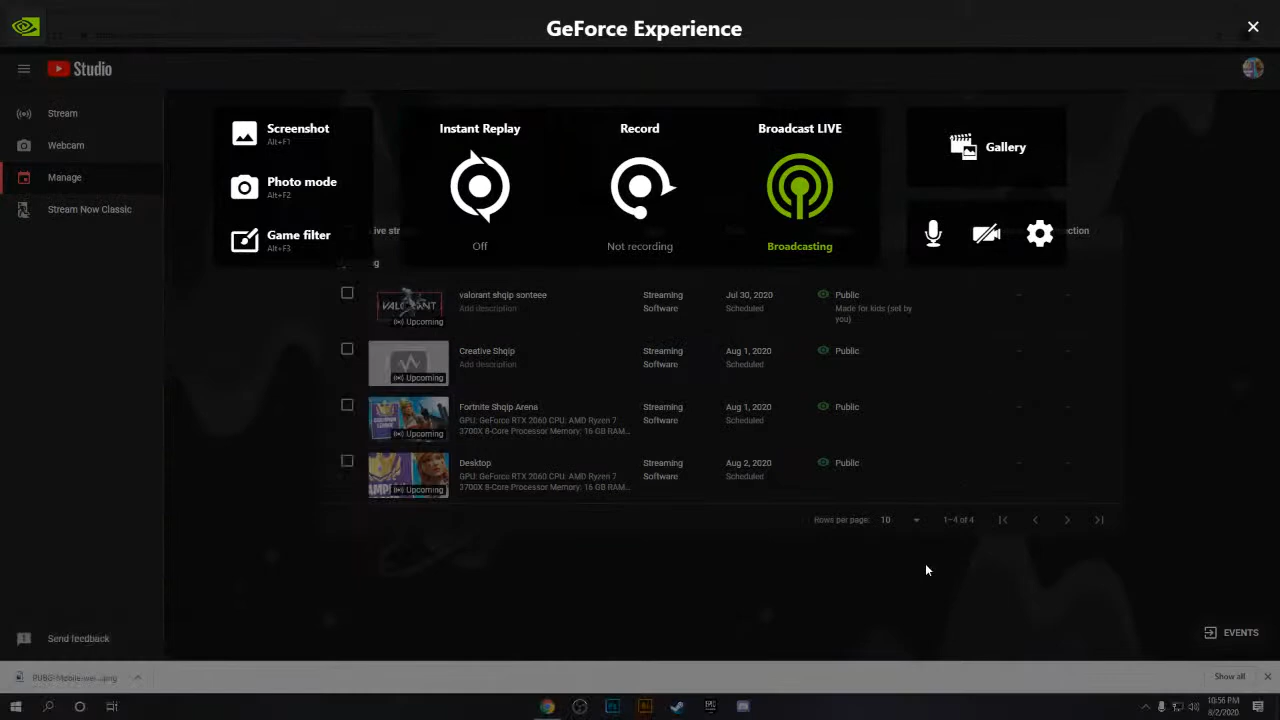 GeForce Experience
Studio
Stream
Webcam
Manage
Stream Now Classic
Screenshot
Alt+F1
Photo mode
Alt+F2
Game filter
Alt+F3
Instant Replay
Off
Record
Not recording
Broadcast LIVE
Broadcasting
Gallery
valorant shqip sonteee
Add description
Upcoming
Streaming
Software
Jul 30, 2020
Scheduled
Public
Made for kids (set by
you)
Creative Shqip
Add description
Upcoming
Streaming
Software
Aug 1, 2020
Scheduled
Public
Fortnite Shqip Arena
GPU: GeForce RTX 2060 CPU: AMD Ryzen 7
3700X 8-Core Processor Memory: 16 GB RAM...
Upcoming
Streaming
Software
Aug 1, 2020
Scheduled
Public
Desktop
GPU: GeForce RTX 2060 CPU: AMD Ryzen 7
3700X 8-Core Processor Memory: 16 GB RAM...
Upcoming
Streaming
Software
Aug 2, 2020
Scheduled
Public
Rows per page: 10
1–4 of 4
Send feedback
EVENTS
Show all
10:56 PM
8/2/2020